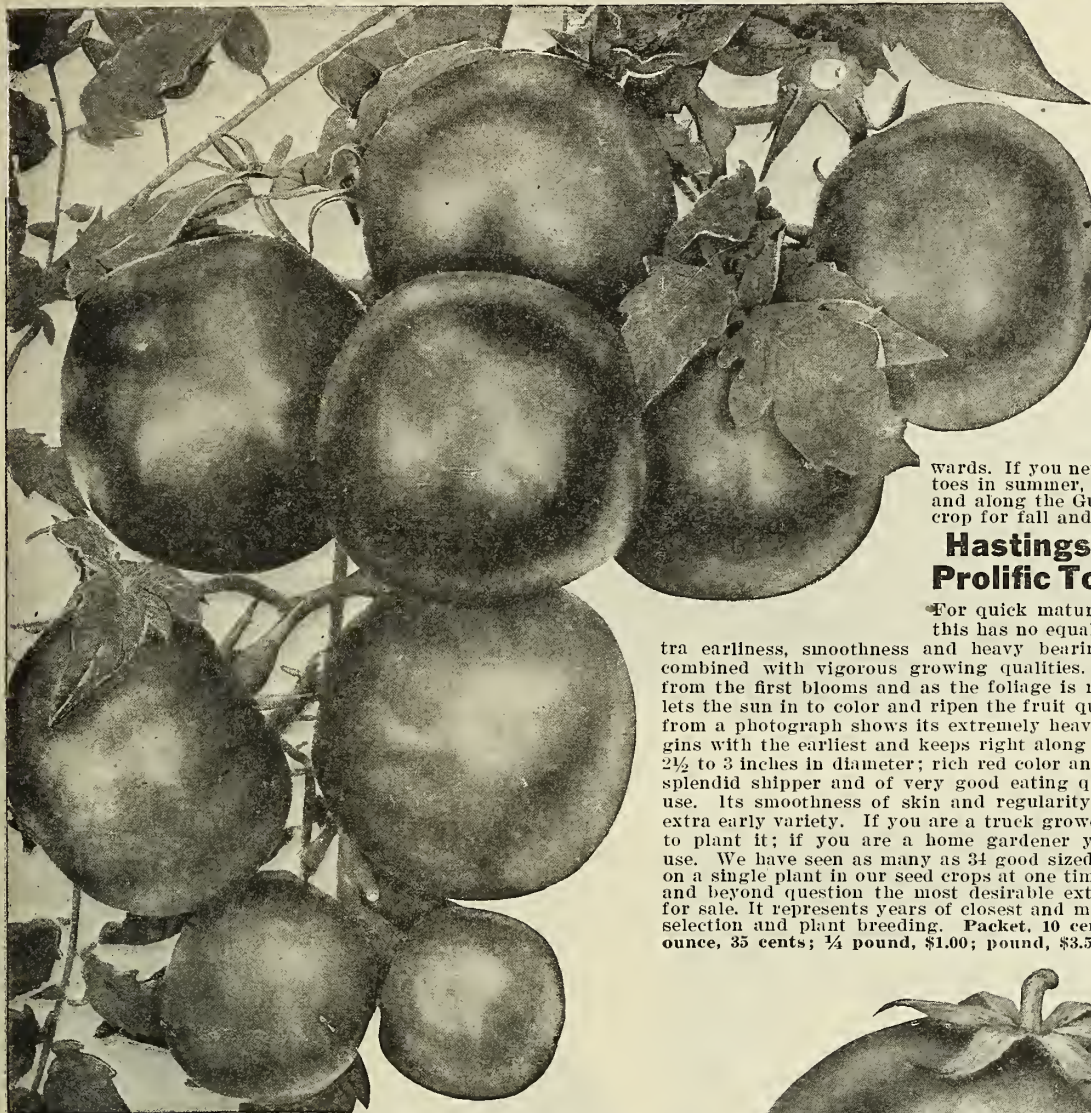 wards. If you ne
toes in summer,
and along the Gu
crop for fall and
Hastings
Prolific To
For quick matur
this has no equa
tra earliness, smoothness and heavy bearin
combined with vigorous growing qualities.
from the first blooms and as the foliage is r
lets the sun in to color and ripen the fruit qu
from a photograph shows its extremely heav
gins with the earliest and keeps right along
2½ to 3 inches in diameter; rich red color an
splendid shipper and of very good eating q
use. Its smoothness of skin and regularity
extra early variety. If you are a truck growe
to plant it; if you are a home gardener y
use. We have seen as many as 34 good sized
on a single plant in our seed crops at one tim
and beyond question the most desirable ext
for sale. It represents years of closest and m
selection and plant breeding. Packet, 10 cen
ounce, 35 cents; ¼ pound, $1.00; pound, $3.5